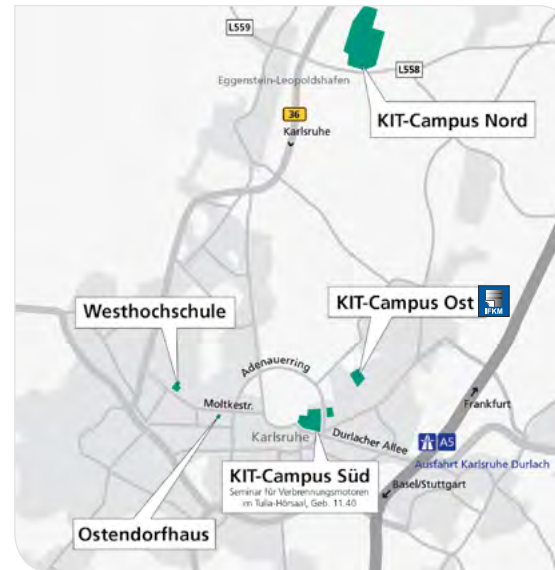 L559
L558
Eggenstein-Leopoldshafen
KIT-Campus Nord
36
Karlsruhe
Westhochschule
KIT-Campus Ost
IFKM
Adenauerring
Moltkestr.
Frankfurt
Karlsruhe
Durlacher Allee
A5
Ausfahrt Karlsruhe Durlach
KIT-Campus Süd
Seminar für Verbrennungsmotoren
im Tulla-Hörsaal, Geb. 11.40
Basel/Stuttgart
Ostendorfhaus